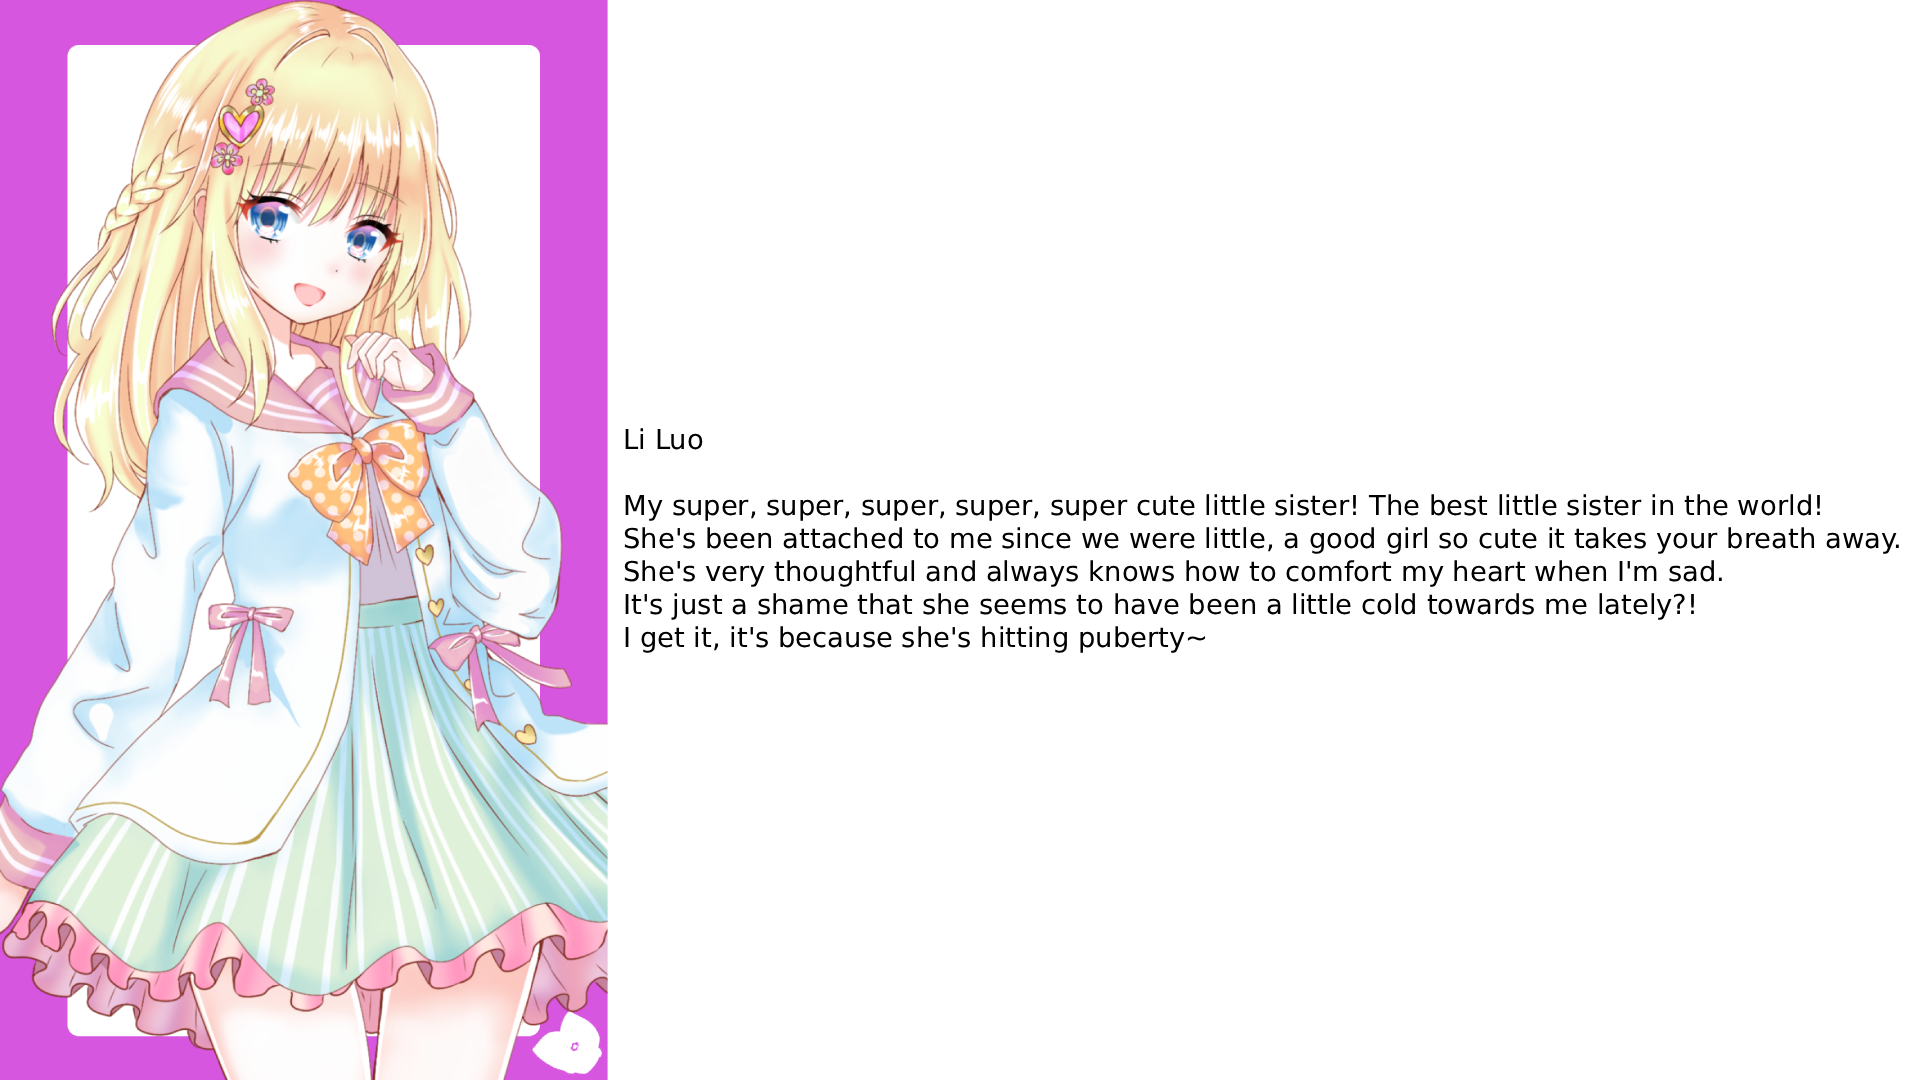 Li Luo
My super, super, super, super, super cute little sister! The best little sister in the world!
She's been attached to me since we were little, a good girl so cute it takes your breath away.
She's very thoughtful and always knows how to comfort my heart when I'm sad.
It's just a shame that she seems to have been a little cold towards me lately?!
I get it, it's because she's hitting puberty~